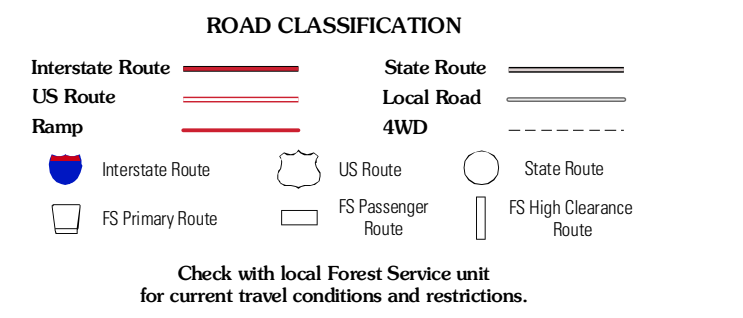 ROAD CLASSIFICATION
Interstate Route
State Route
US Route
Local Road
Ramp
4WD
Interstate Route
US Route
State Route
FS Primary Route
FS Passenger
Route
FS High Clearance
Route
Check with local Forest Service unit
for current travel conditions and restrictions.